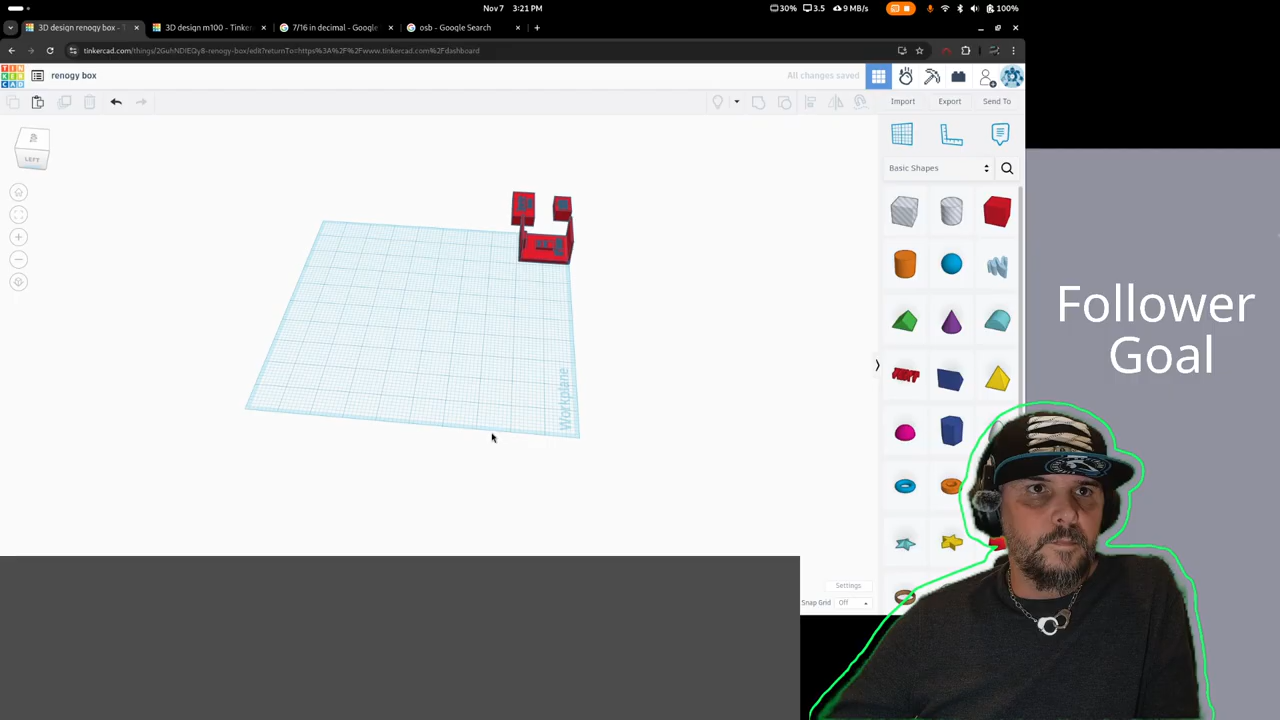 Nov 7 3:21 PM
30% 3.5 9 MB/s 100%
3D design renogy box -
3D design m100 - Tinker
7/16 in decimal - Google
osb - Google Search
tinkercad.com/things/2GuhNDIEQy8-renogy-box/edit?returnTo=https%3A%2F%2Fwww.tinkercad.com%2Fdashboard
TIN
KER
CAD
renogy box
All changes saved
Import
Export
Send To
LEFT
Basic Shapes
Workplane
Follower
Goal
Settings
Snap Grid Off